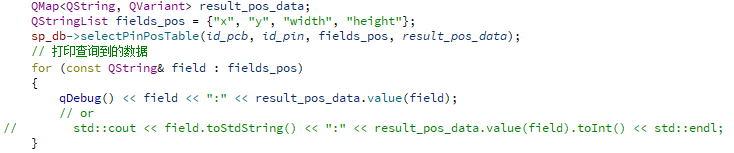 QMap<QString, QVariant> result_pos_data;
QStringList fields_pos = {"x", "y", "width", "height"};
sp_db->selectPinPosTable(id_pcb, id_pin, fields_pos, result_pos_data);
// 打印查询到的数据
for (const QString& field : fields_pos)
{
qDebug() << field << ":" << result_pos_data.value(field);
// or
// std::cout << field.toStdString() << ":" << result_pos_data.value(field).toInt() << std::endl;
}